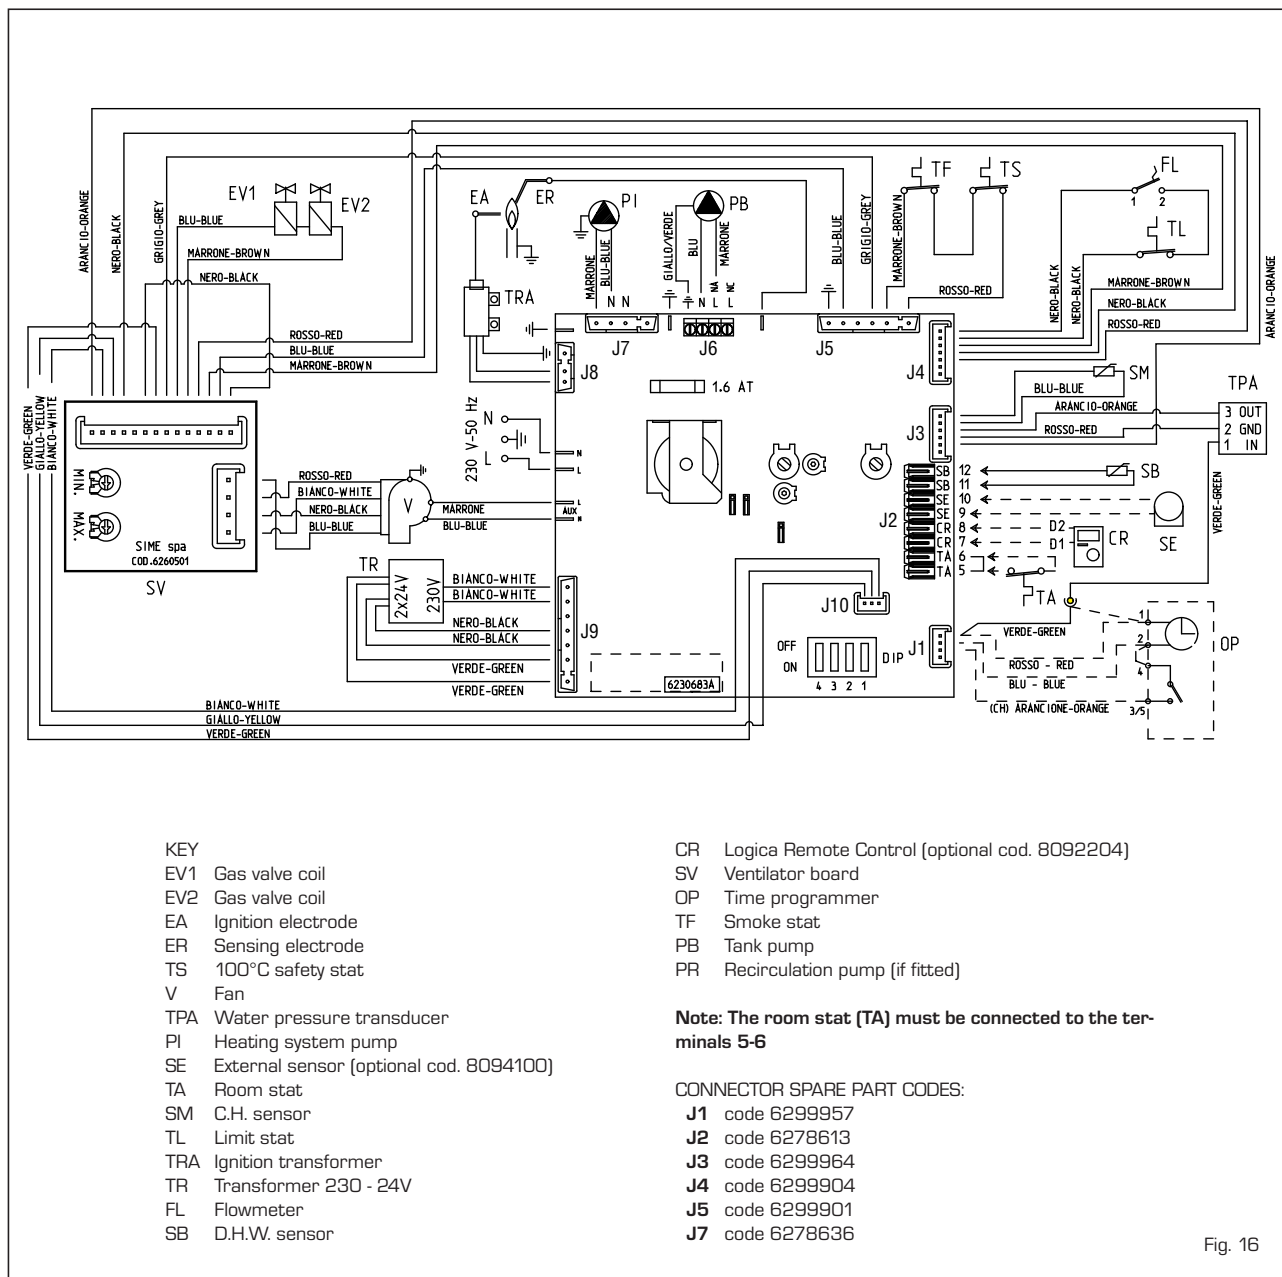 ARANCIO-ORANGE
NERO-BLACK
GRIGIO-GREY
EV1
EV2
BLU-BLUE
MARRONE-BROWN
NERO-BLACK
EA
ER
PI
PB
TF
TS
FL
1 2
TL
MARRONE
BLU-BLUE
N N
GIALLO/VERDE
BLU
MARRONE
NA
NC
N L L
BLU-BLUE
GRIGIO-GREY
MARRONE-BROWN
ROSSO-RED
NERO-BLACK
NERO-BLACK
MARRONE-BROWN
NERO-BLACK
ROSSO-RED
ARANCIO-ORANGE
TRA
ROSSO-RED
BLU-BLUE
MARRONE-BROWN
J8
J7
J6
J5
J4
1.6 AT
SM
BLU-BLUE
ARANCIO-ORANGE
ROSSO-RED
J3
TPA
3 OUT
2 GND
1 IN
VERDE-GREEN
VERDE-GREEN
GIALLO-YELLOW
BIANCO-WHITE
MIN.
MAX.
SIME spa
COD.6260501
SV
ROSSO-RED
BIANCO-WHITE
NERO-BLACK
BLU-BLUE
V
MARRONE
BLU-BLUE
230 V-50 Hz
N
L
N
L
L
AUX
N
J2
SB 12
SB 11
SE 10
SE 9
CR 8
CR 7
TA 6
TA 5
SB
SE
D2
D1
CR
TA
TR
2x24V
230V
BIANCO-WHITE
BIANCO-WHITE
NERO-BLACK
NERO-BLACK
VERDE-GREEN
VERDE-GREEN
J9
J10
OFF
ON
4 3 2 1
DIP
J1
6230683A
VERDE-GREEN
ROSSO - RED
BLU - BLUE
(CH) ARANCIONE-ORANGE
1
2
4
3/5
OP
BIANCO-WHITE
GIALLO-YELLOW
VERDE-GREEN
KEY
EV1 Gas valve coil
EV2 Gas valve coil
EA Ignition electrode
ER Sensing electrode
TS 100°C safety stat
V Fan
TPA Water pressure transducer
PI Heating system pump
SE External sensor (optional cod. 8094100)
TA Room stat
SM C.H. sensor
TL Limit stat
TRA Ignition transformer
TR Transformer 230 - 24V
FL Flowmeter
SB D.H.W. sensor
CR Logica Remote Control (optional cod. 8092204)
SV Ventilator board
OP Time programmer
TF Smoke stat
PB Tank pump
PR Recirculation pump (if fitted)
Note: The room stat (TA) must be connected to the ter-
minals 5-6
CONNECTOR SPARE PART CODES:
J1 code 6299957
J2 code 6278613
J3 code 6299964
J4 code 6299904
J5 code 6299901
J7 code 6278636
Fig. 16